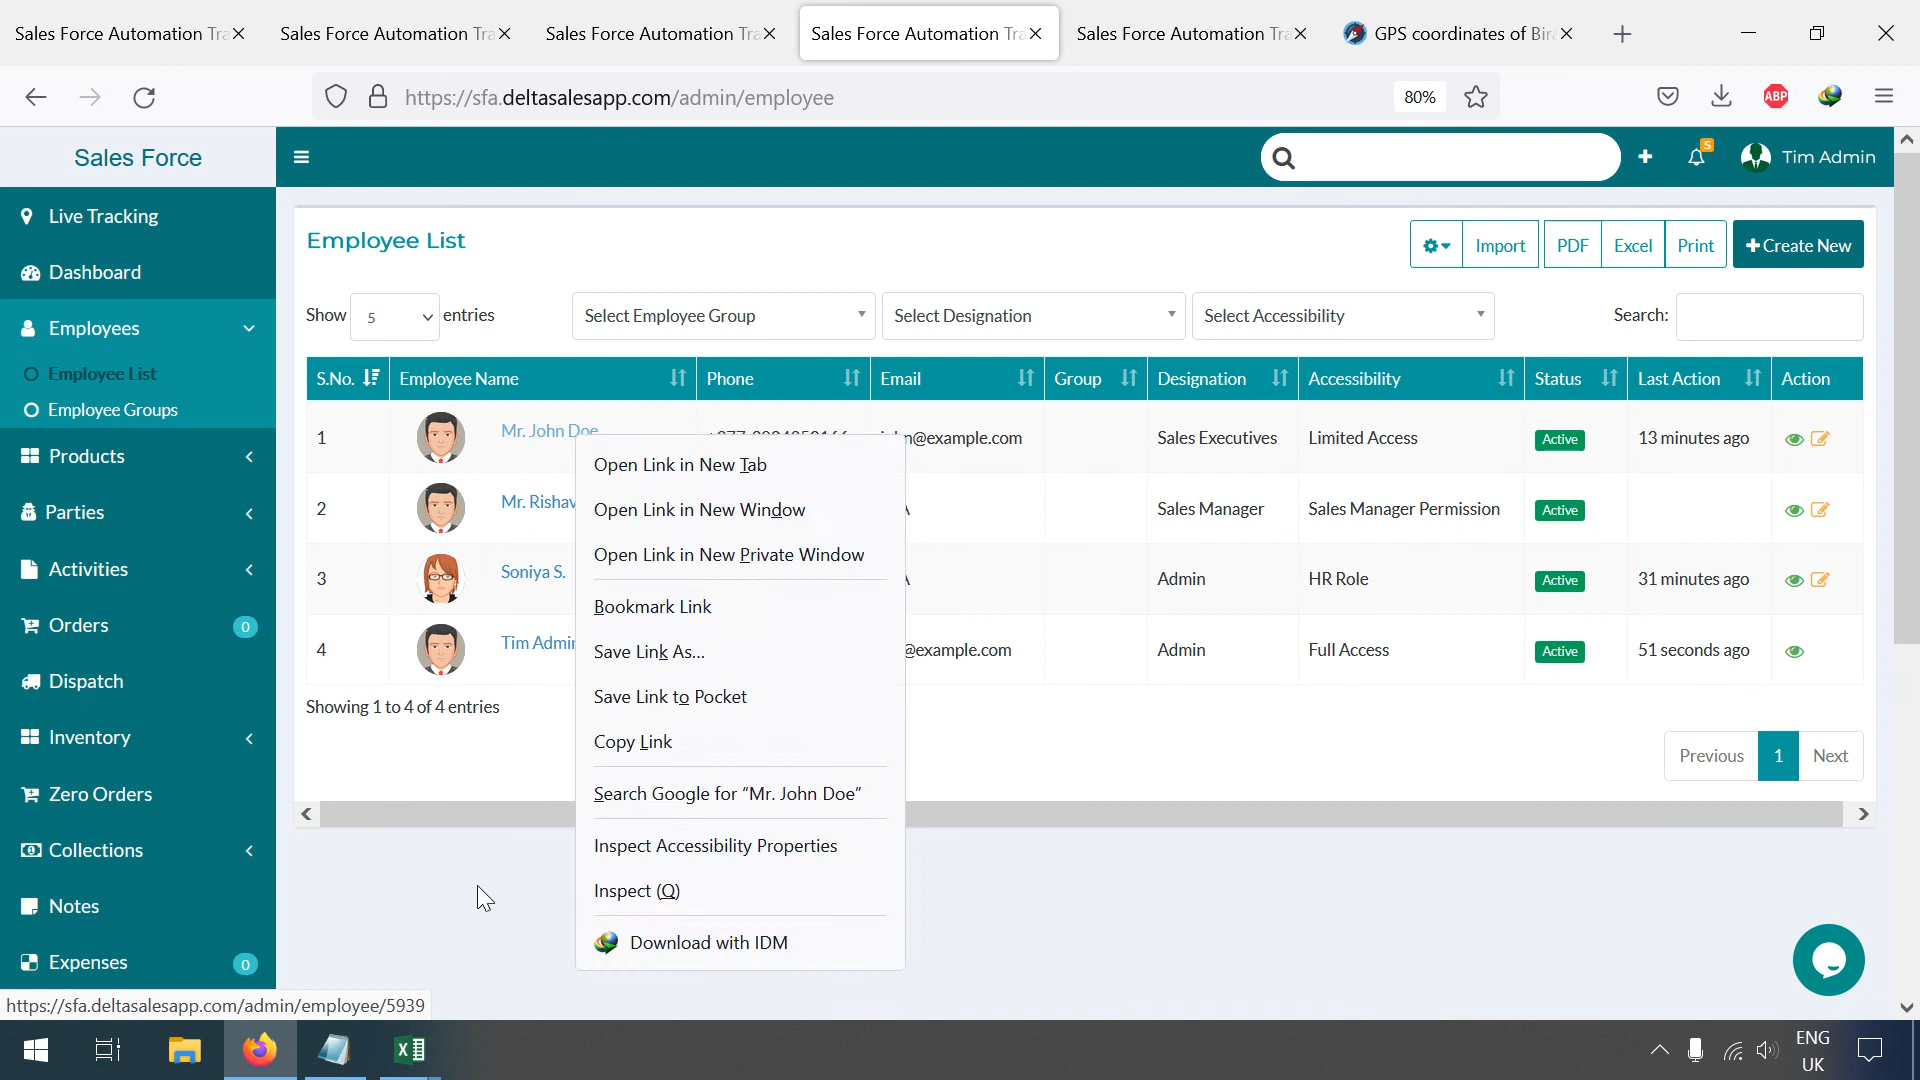 Sales Force Automation Tra
Sales Force Automation Tra
Sales Force Automation Tra
Sales Force Automation Tra
Sales Force Automation Tra
GPS coordinates of Bira
https://sfa.deltasalesapp.com/admin/employee
80%
ABP
Sales Force
5
Tim Admin
Live Tracking
Dashboard
Employees
Employee List
Employee Groups
Products
Parties
Activities
Orders 0
Dispatch
Inventory
Zero Orders
Collections
Notes
Expenses 0
Employee List
Import PDF Excel Print Create New
Show 5 entries
Select Employee Group
Select Designation
Select Accessibility
Search:
S.No. Employee Name Phone Email Group Designation Accessibility Status Last Action Action
1 Mr. John Doe @example.com Sales Executives Limited Access Active 13 minutes ago
2 Mr. Rishav Sales Manager Sales Manager Permission Active
3 Soniya S. Admin HR Role Active 31 minutes ago
4 Tim Admin @example.com Admin Full Access Active 51 seconds ago
Showing 1 to 4 of 4 entries
Previous 1 Next
Open Link in New Tab
Open Link in New Window
Open Link in New Private Window
Bookmark Link
Save Link As...
Save Link to Pocket
Copy Link
Search Google for “Mr. John Doe”
Inspect Accessibility Properties
Inspect (Q)
Download with IDM
https://sfa.deltasalesapp.com/admin/employee/5939
ENG
UK